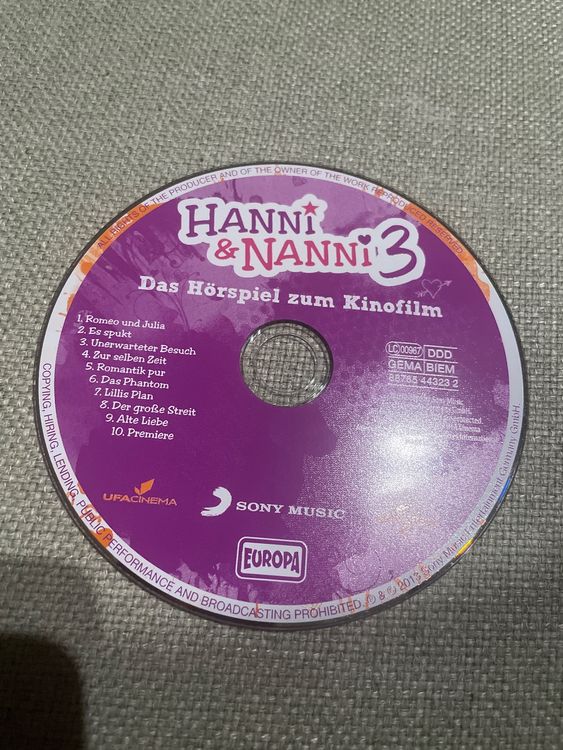 ALL RIGHTS OF THE PRODUCER AND OF THE OWNER OF THE WORK REPRODUCED RESERVED.
HANNi
& NANNi 3
Das Hörspiel zum Kinofilm
1. Romeo und Julia
2. Es spukt
3. Unerwarteter Besuch
4. Zur selben Zeit
5. Romantik pur
6. Das Phantom
7. Lillis Plan
8. Der große Streit
9. Alte Liebe
10. Premiere
LC 00967 DDD
GEMA BIEM
88765 44323 2
UFACINEMA
SONY MUSIC
EUROPA
COPYING, HIRING, LENDING, PUBLIC PERFORMANCE AND BROADCASTING PROHIBITED. ℗ & © 2013 Sony Music Entertainment Germany GmbH.